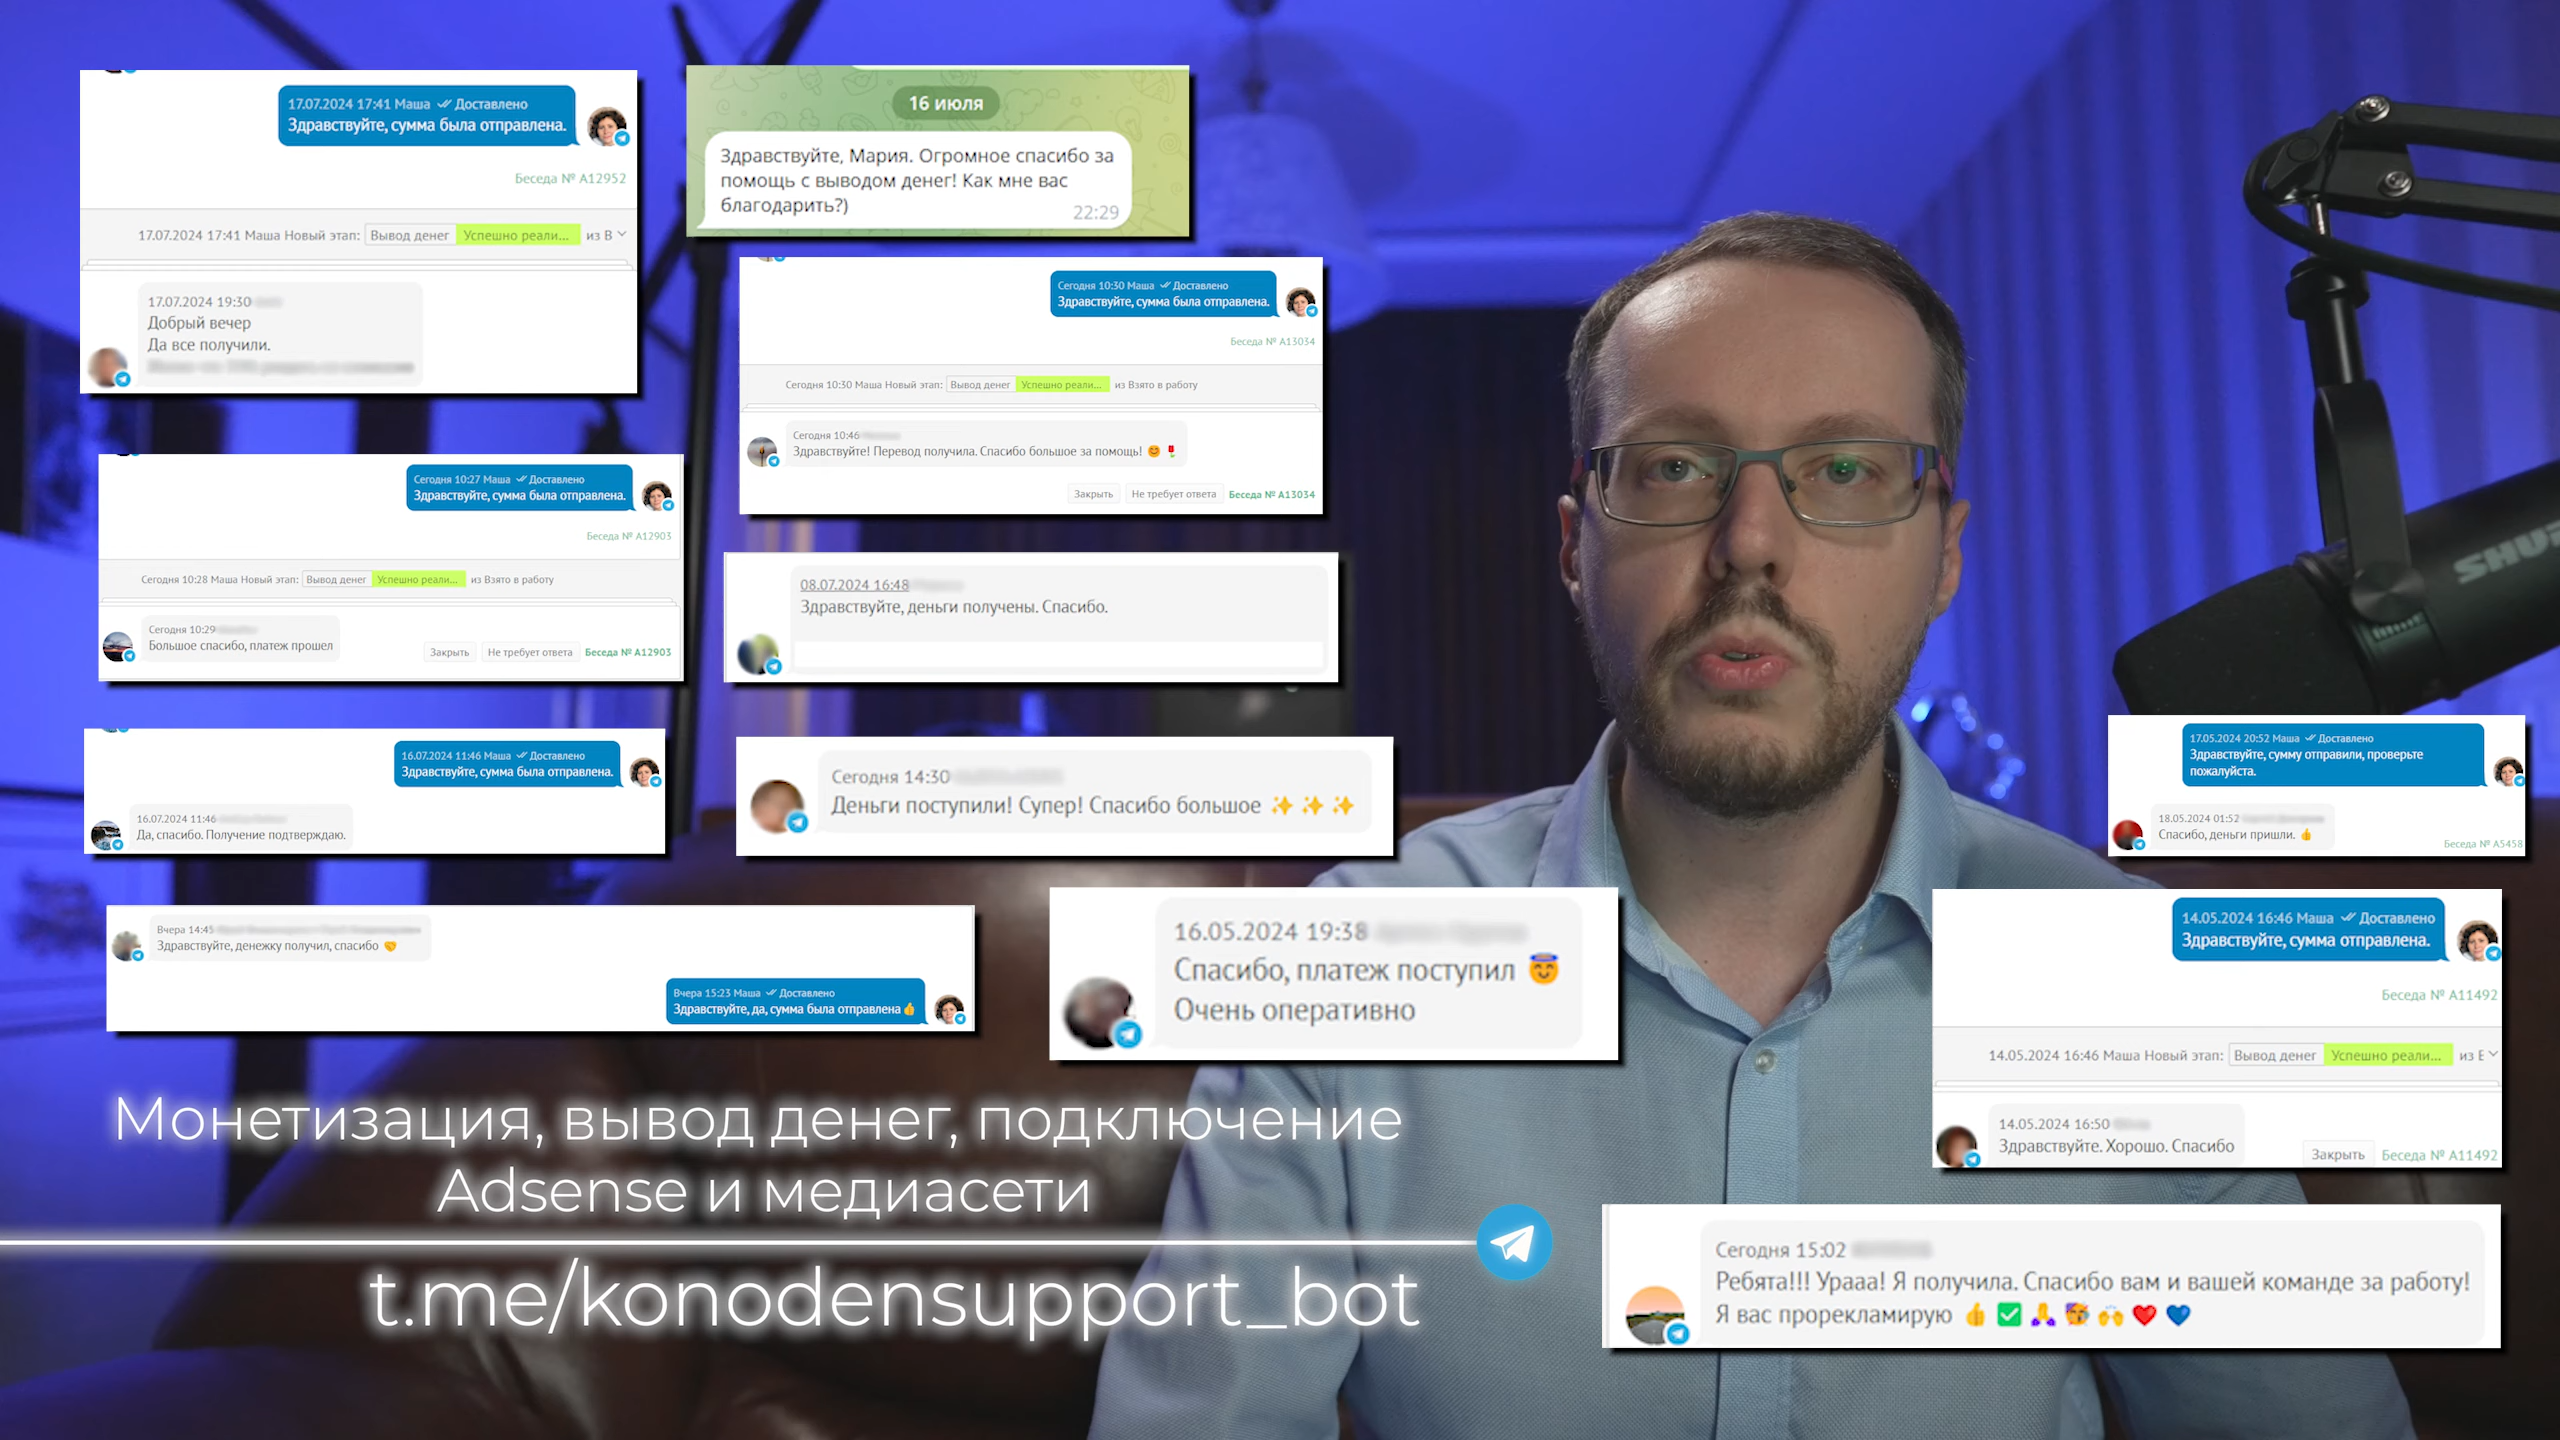 17.07.2024 17:41 Маша Доставлено
Здравствуйте, сумма была отправлена.
Беседа № A12952
17.07.2024 17:41 Маша Новый этап: Вывод денег Успешно реали... из В
17.07.2024 19:30
Добрый вечер
Да все получили.
16 июля
Здравствуйте, Мария. Огромное спасибо за
помощь с выводом денег! Как мне вас
благодарить?)
22:29
Сегодня 10:30 Маша Доставлено
Здравствуйте, сумма была отправлена.
Беседа № A13034
Сегодня 10:30 Маша Новый этап: Вывод денег Успешно реали... из Взято в работу
Сегодня 10:46
Здравствуйте! Перевод получила. Спасибо большое за помощь! 😊 🌷
Закрыть Не требует ответа Беседа № A13034
Сегодня 10:27 Маша Доставлено
Здравствуйте, сумма была отправлена.
Беседа № A12903
Сегодня 10:28 Маша Новый этап: Вывод денег Успешно реали... из Взято в работу
Сегодня 10:29
Большое спасибо, платеж прошел
Закрыть Не требует ответа Беседа № A12903
08.07.2024 16:48
Здравствуйте, деньги получены. Спасибо.
16.07.2024 11:46 Маша Доставлено
Здравствуйте, сумма была отправлена.
16.07.2024 11:46
Да, спасибо. Получение подтверждаю.
Сегодня 14:30
Деньги поступили! Супер! Спасибо большое ✨ ✨ ✨
Вчера 14:45
Здравствуйте, денежку получил, спасибо 🤝
Вчера 15:23 Маша Доставлено
Здравствуйте, да, сумма была отправлена👍
16.05.2024 19:38
Спасибо, платеж поступил 😇
Очень оперативно
SHU
17.05.2024 20:52 Маша Доставлено
Здравствуйте, сумму отправили, проверьте
пожалуйста.
18.05.2024 01:52
Спасибо, деньги пришли. 👍
Беседа № A5458
14.05.2024 16:46 Маша Доставлено
Здравствуйте, сумма отправлена.
Беседа № A11492
14.05.2024 16:46 Маша Новый этап: Вывод денег Успешно реали... из
14.05.2024 16:50
Здравствуйте. Хорошо. Спасибо
Закрыть Беседа № A11492
Монетизация, вывод денег, подключение
Adsense и медиасети
t.me/konodensupport_bot
Сегодня 15:02
Ребята!!! Урааа! Я получила. Спасибо вам и вашей команде за работу!
Я вас прорекламирую 👍 ✅ 🙏 🥳 🙌 ❤️ 💙